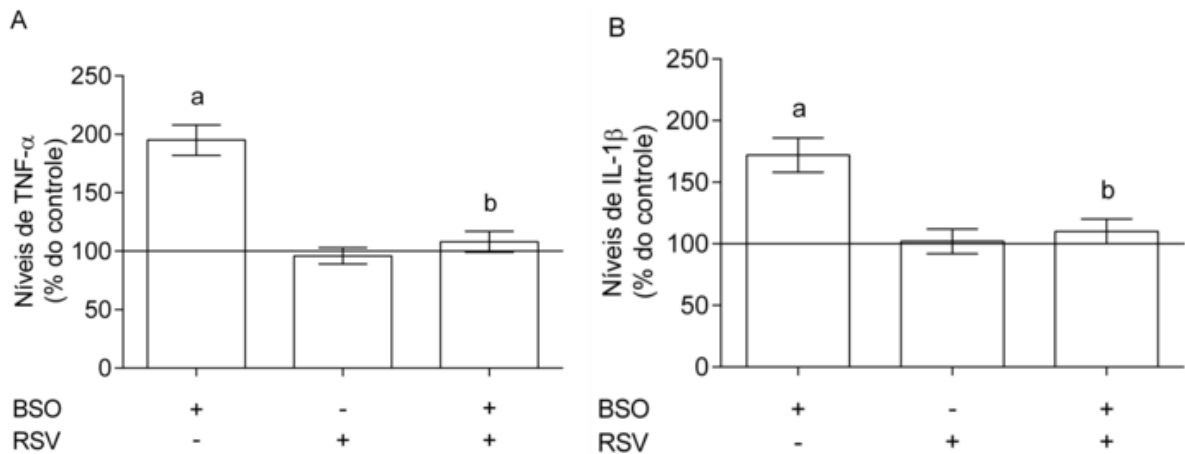 A
Níveis de TNF-α
(% do controle)
250
200
150
100
50
0
a
b
BSO + - +
RSV - + +
B
Níveis de IL-1β
(% do controle)
250
200
150
100
50
0
a
b
BSO + - +
RSV - + +